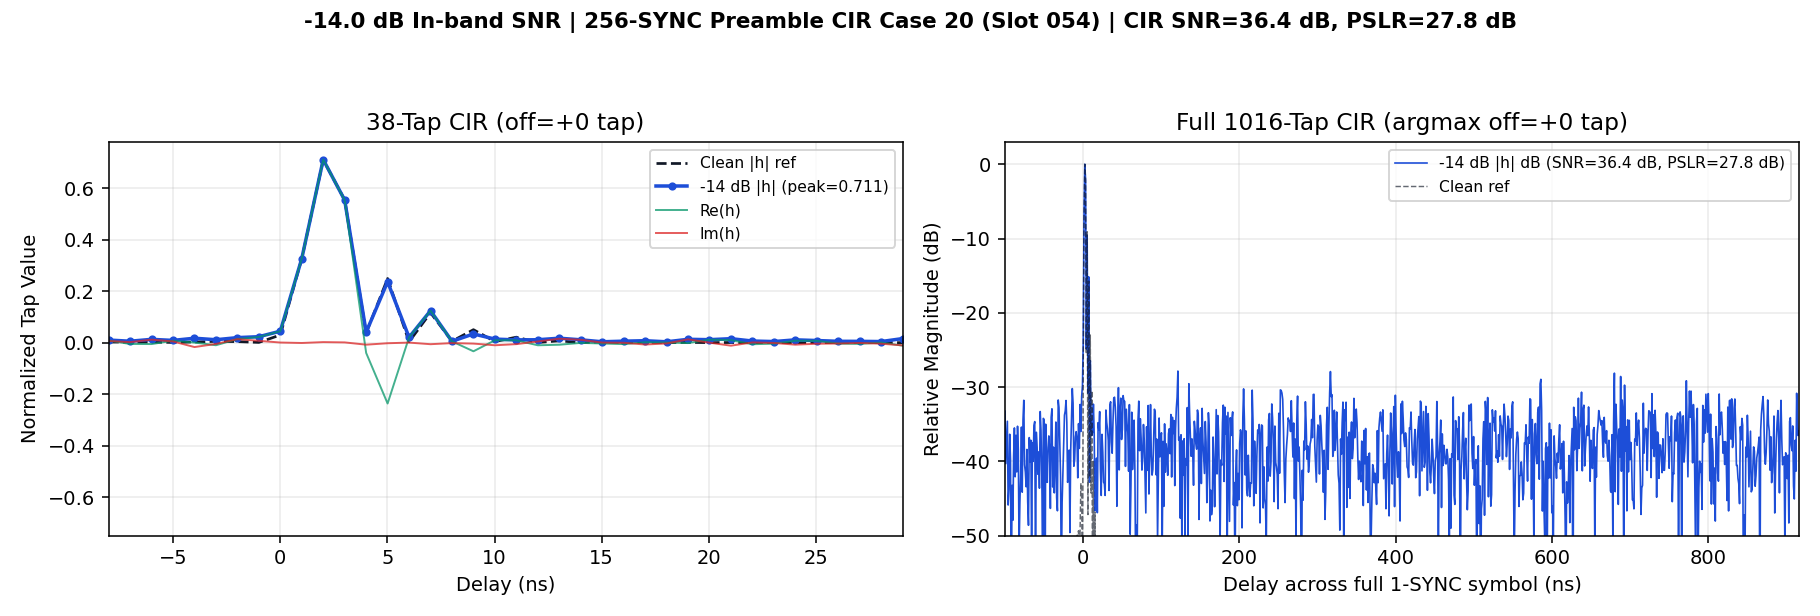 -14.0 dB In-band SNR | 256-SYNC Preamble CIR Case 20 (Slot 054) | CIR SNR=36.4 dB, PSLR=27.8 dB
38-Tap CIR (off=+0 tap)
Normalized Tap Value
0.6
0.4
0.2
0.0
−0.2
−0.4
−0.6
Clean |h| ref
-14 dB |h| (peak=0.711)
Re(h)
Im(h)
−5
0
5
10
15
20
25
Delay (ns)
Full 1016-Tap CIR (argmax off=+0 tap)
Relative Magnitude (dB)
0
−10
−20
−30
−40
−50
-14 dB |h| dB (SNR=36.4 dB, PSLR=27.8 dB)
Clean ref
0
200
400
600
800
Delay across full 1-SYNC symbol (ns)